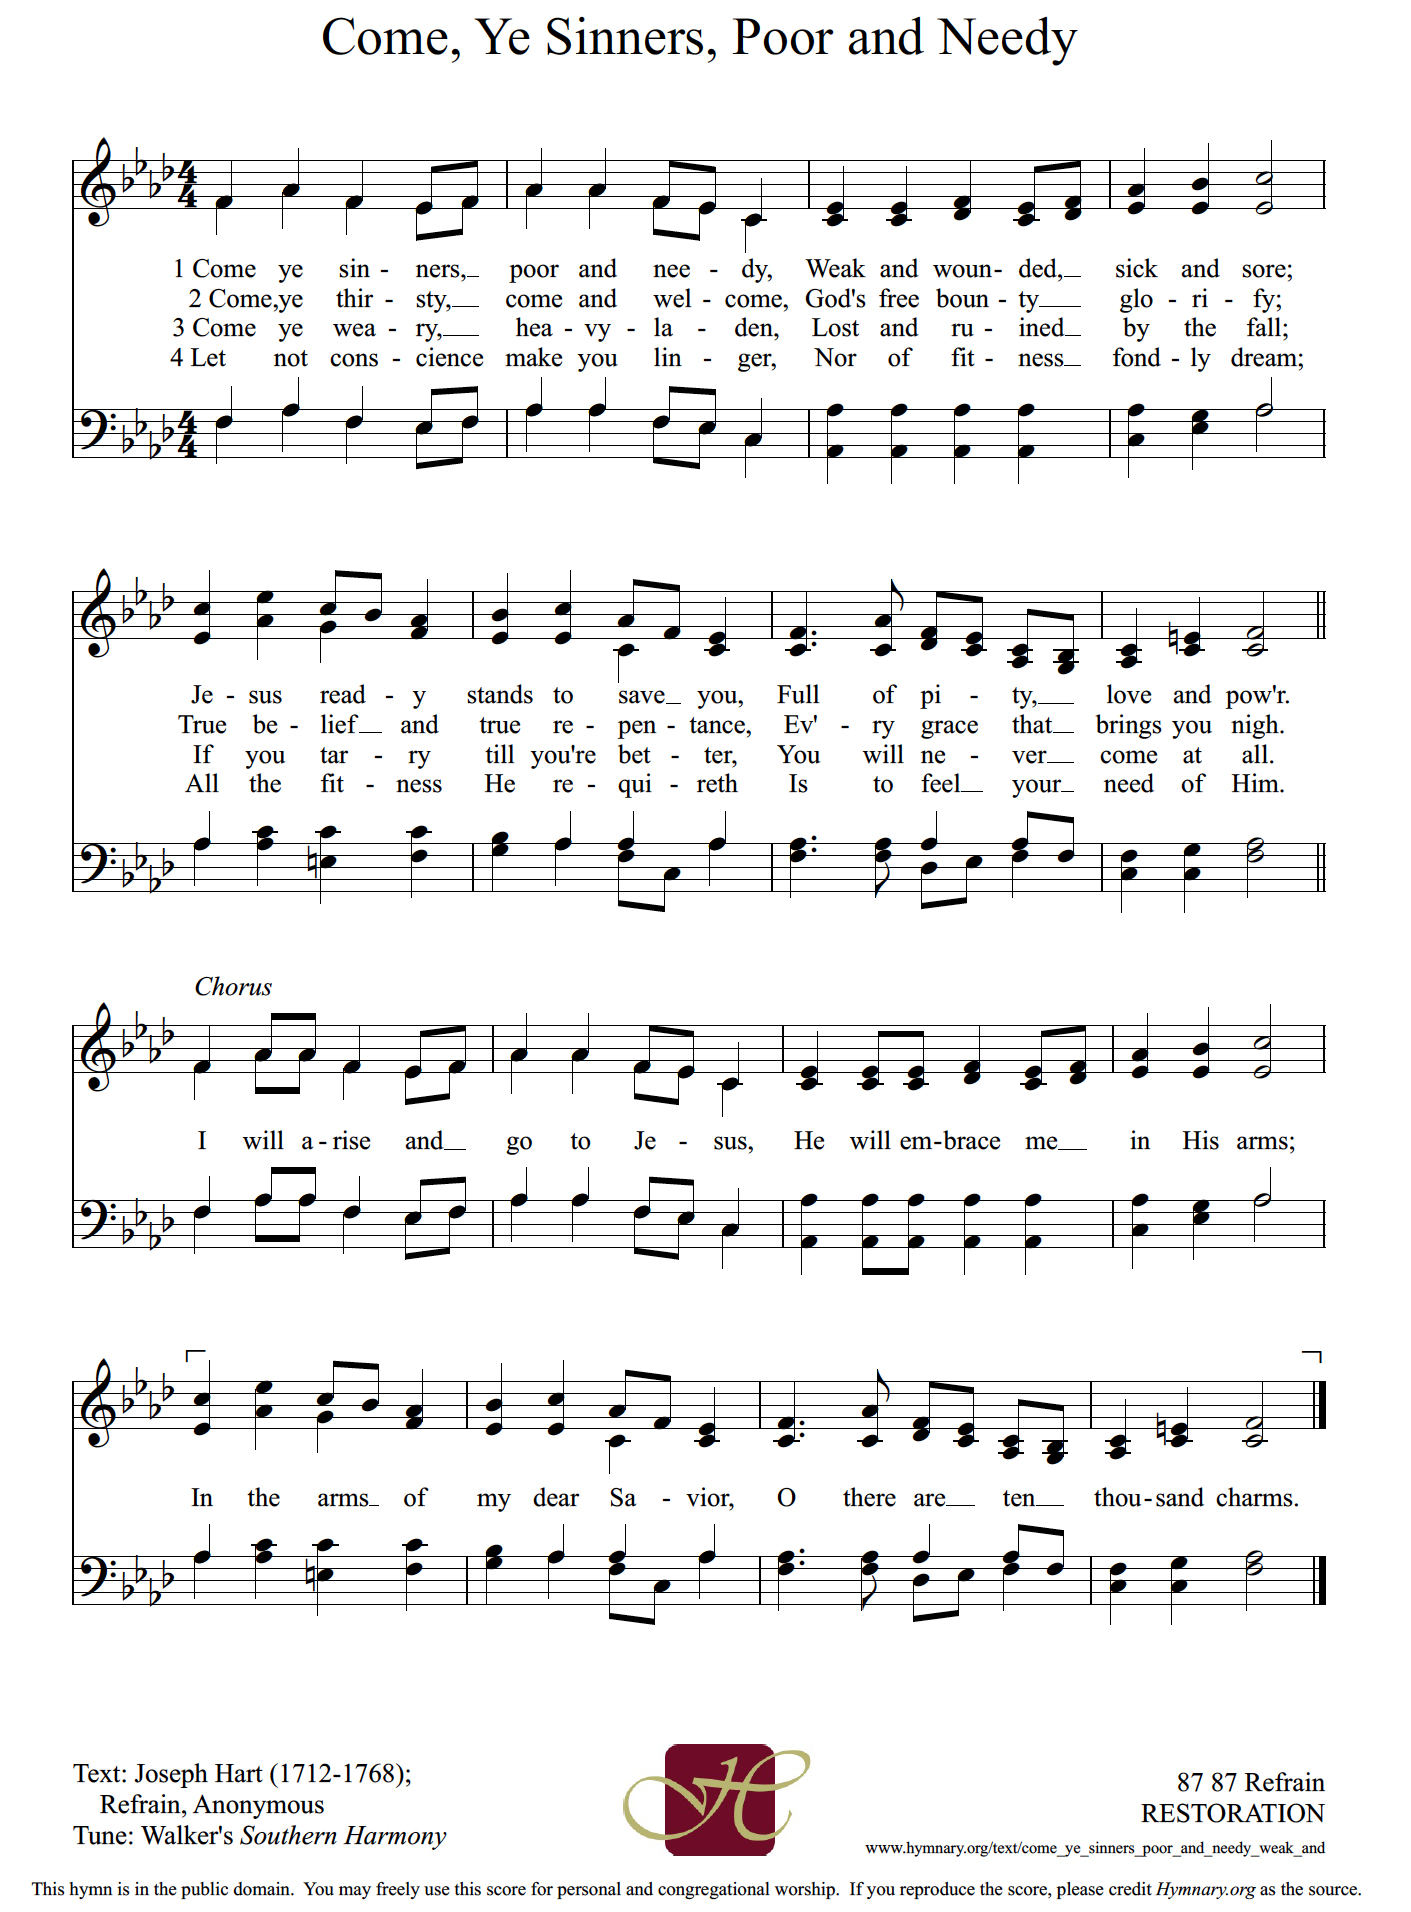 Come, Ye Sinners, Poor and Needy
1 Come ye sin - ners, poor and nee - dy, Weak and woun- ded, sick and sore;
2 Come,ye thir - sty, come and wel - come, God's free boun - ty glo - ri - fy;
3 Come ye wea - ry, hea - vy - la - den, Lost and ru - ined by the fall;
4 Let not cons - cience make you lin - ger, Nor of fit - ness fond - ly dream;
Je - sus read - y stands to save you, Full of pi - ty, love and pow'r.
True be - lief and true re - pen - tance, Ev' - ry grace that brings you nigh.
If you tar - ry till you're bet - ter, You will ne - ver come at all.
All the fit - ness He re - qui - reth Is to feel your need of Him.
Chorus
I will a - rise and go to Je - sus, He will em-brace me in His arms;
In the arms of my dear Sa - vior, O there are ten thou-sand charms.
Text: Joseph Hart (1712-1768);
Refrain, Anonymous
Tune: Walker's Southern Harmony
87 87 Refrain
RESTORATION
www.hymnary.org/text/come_ye_sinners_poor_and_needy_weak_and
This hymn is in the public domain. You may freely use this score for personal and congregational worship. If you reproduce the score, please credit Hymnary.org as the source.